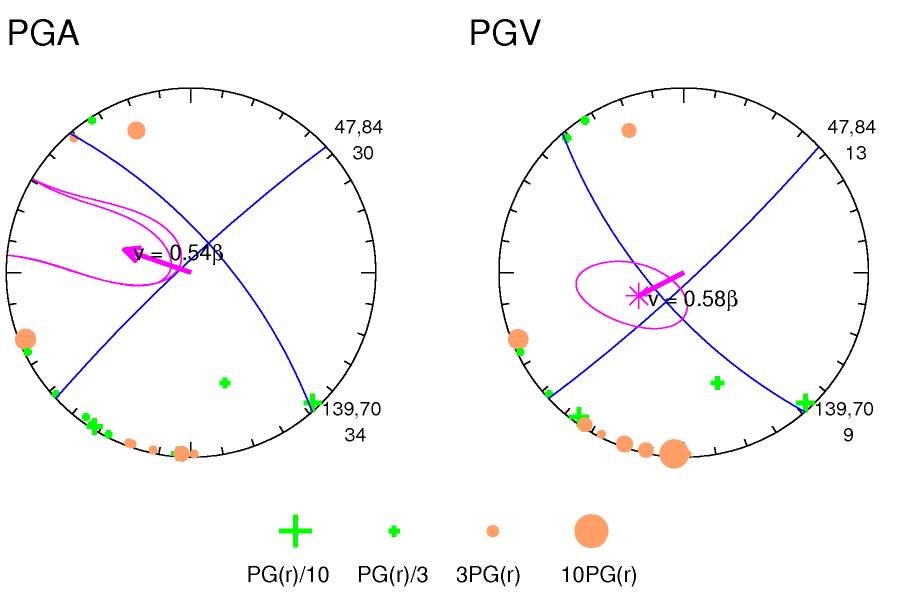 PGA
PGV
47,84
30
47,84
13
v = 0.54β
v = 0.58β
139,70
34
139,70
9
PG(r)/10
PG(r)/3
3PG(r)
10PG(r)